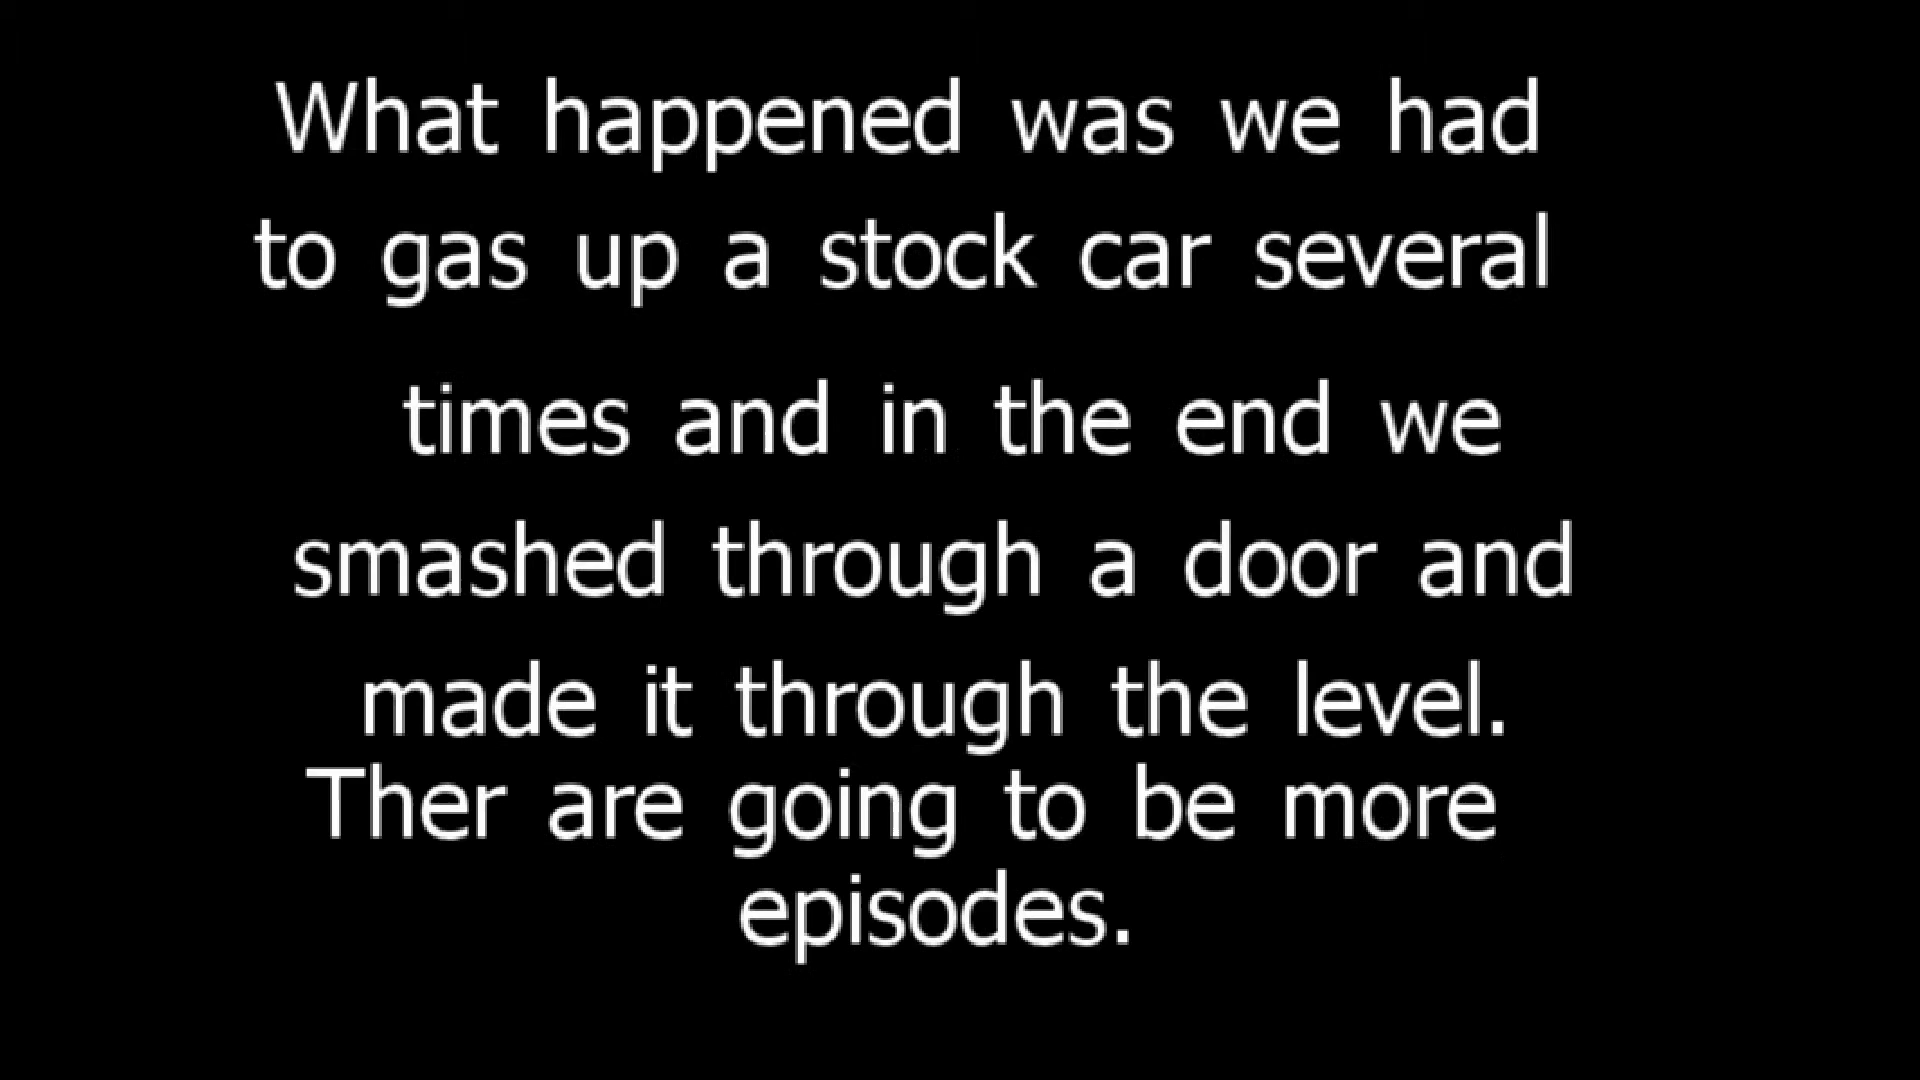 What happened was we had
to gas up a stock car several
times and in the end we
smashed through a door and
made it through the level.
Ther are going to be more
episodes.